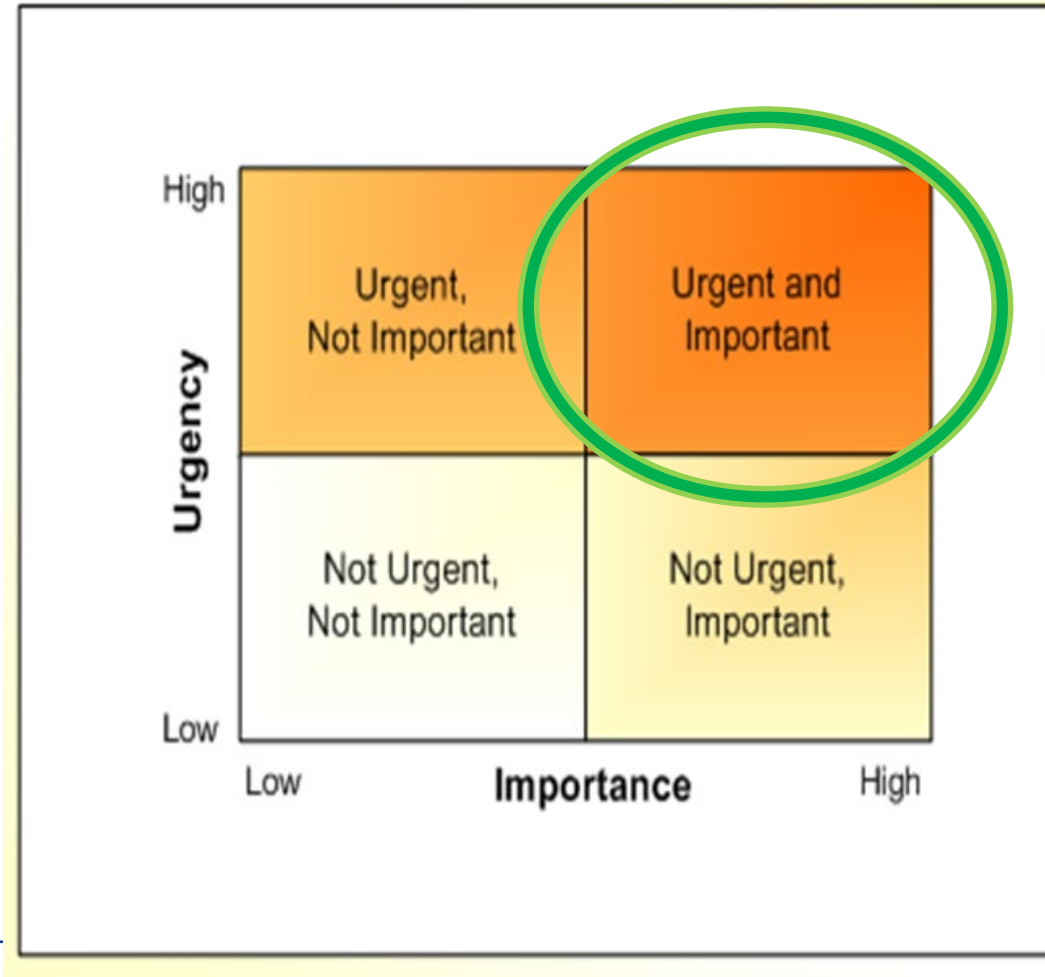 High
Urgent,
Not Important
Urgent and
Important
Urgency
Not Urgent,
Not Important
Not Urgent,
Important
Low
Low
Importance
High